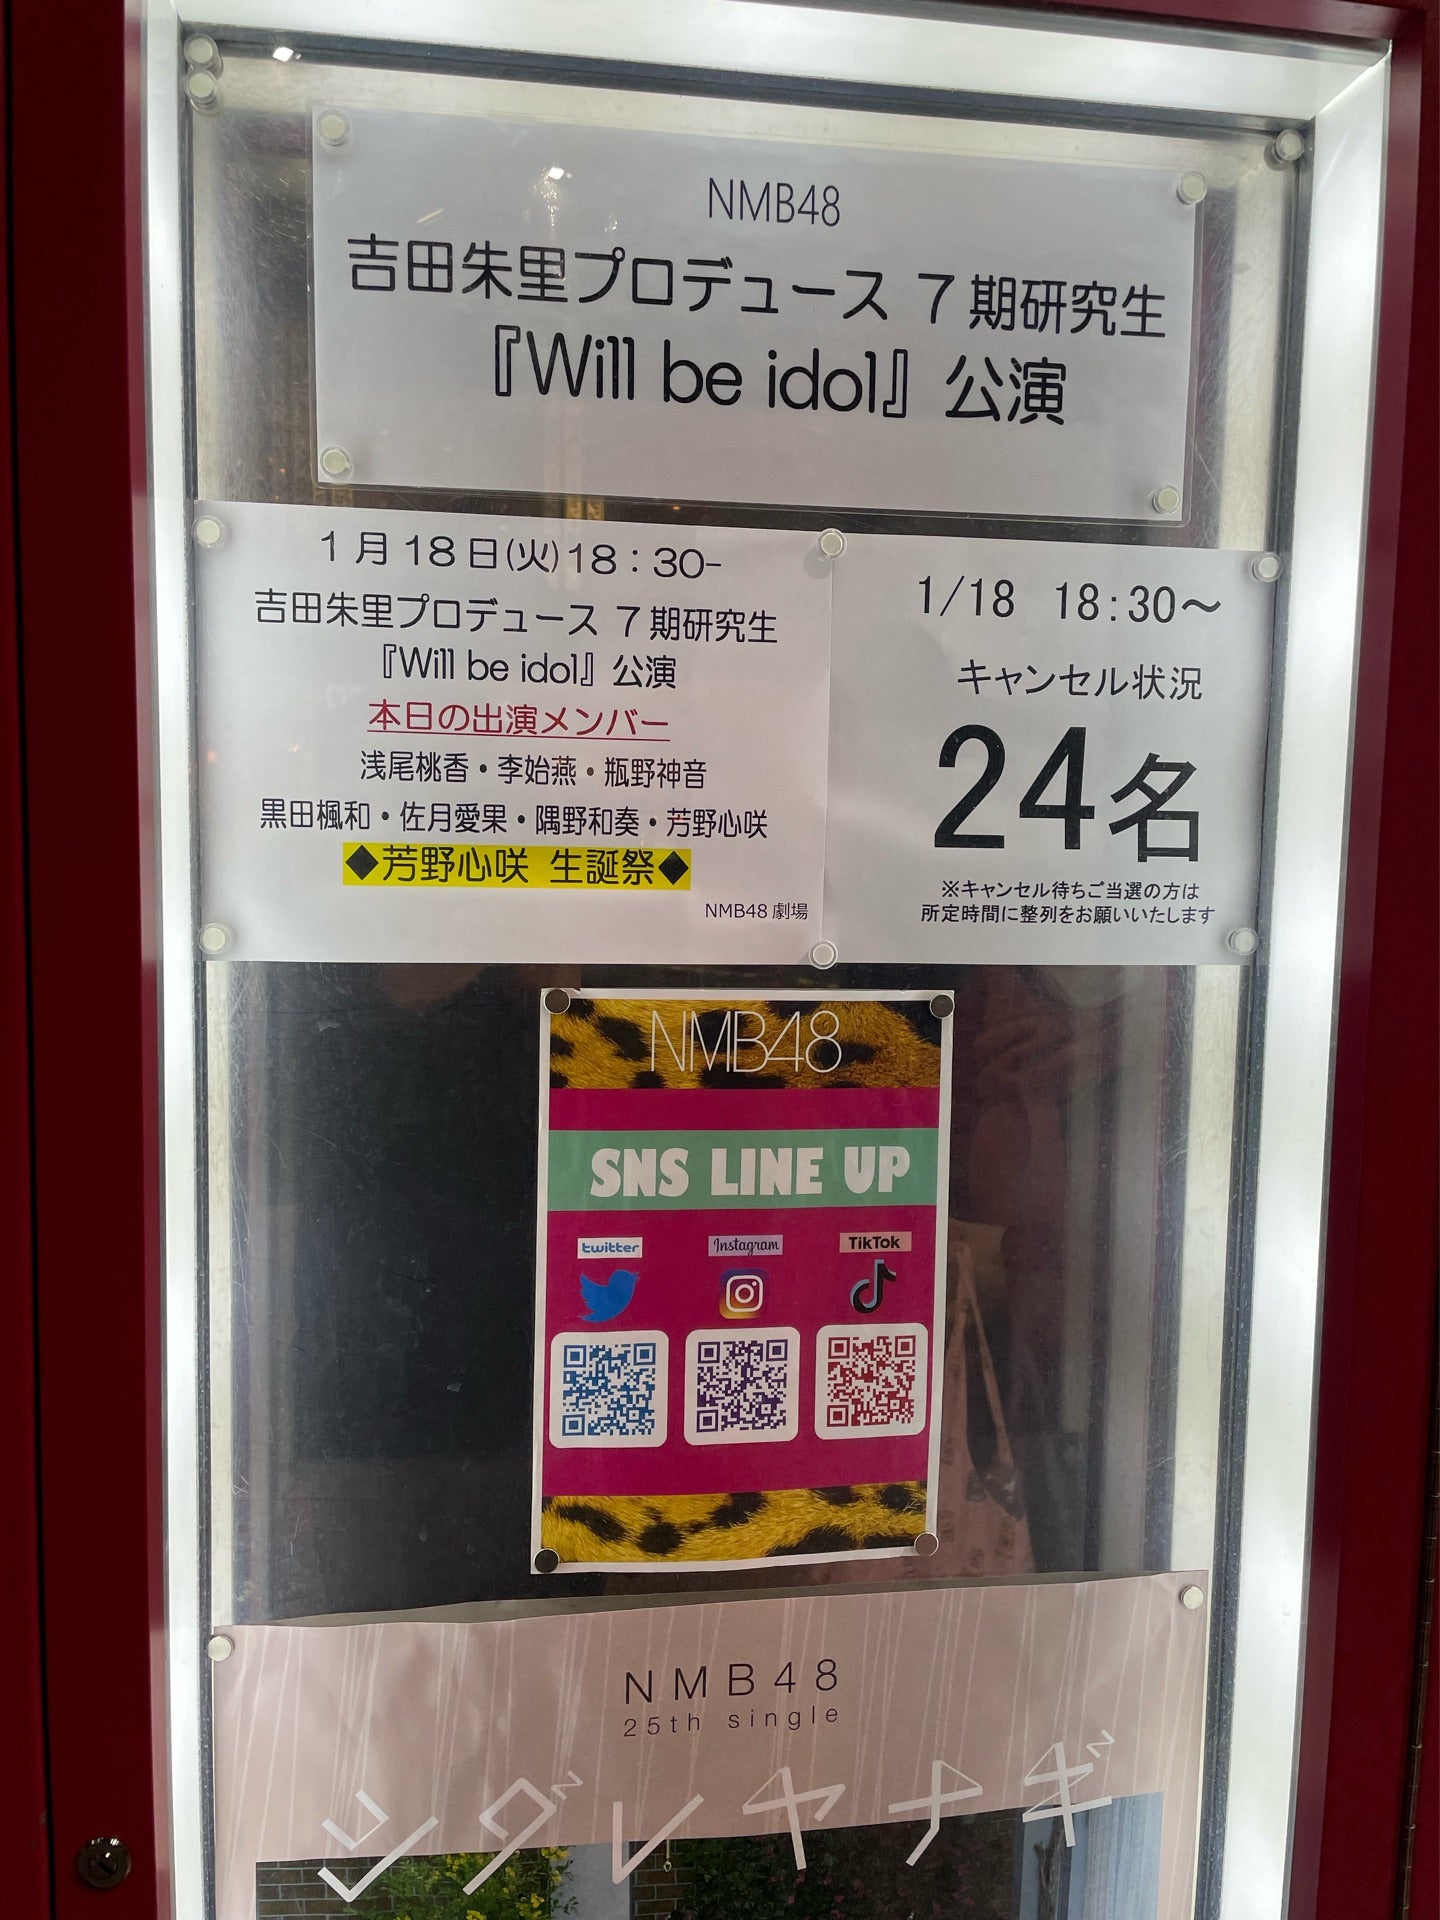 NMB48
吉田朱里プロデュース 7期研究生
『Will be idol』公演
1月18日(火)18:30-
吉田朱里プロデュース 7期研究生
『Will be idol』公演
本日の出演メンバー
浅尾桃香・李始燕・瓶野神音
黒田楓和・佐月愛果・隅野和奏・芳野心咲
◆芳野心咲 生誕祭◆
NMB48劇場
1/18 18:30～
キャンセル状況
24名
※キャンセル待ちご当選の方は
所定時間に整列をお願いいたします
NMB48
SNS LINE UP
twitter
Instagram
TikTok
NMB48
25th single
シダレヤナギ